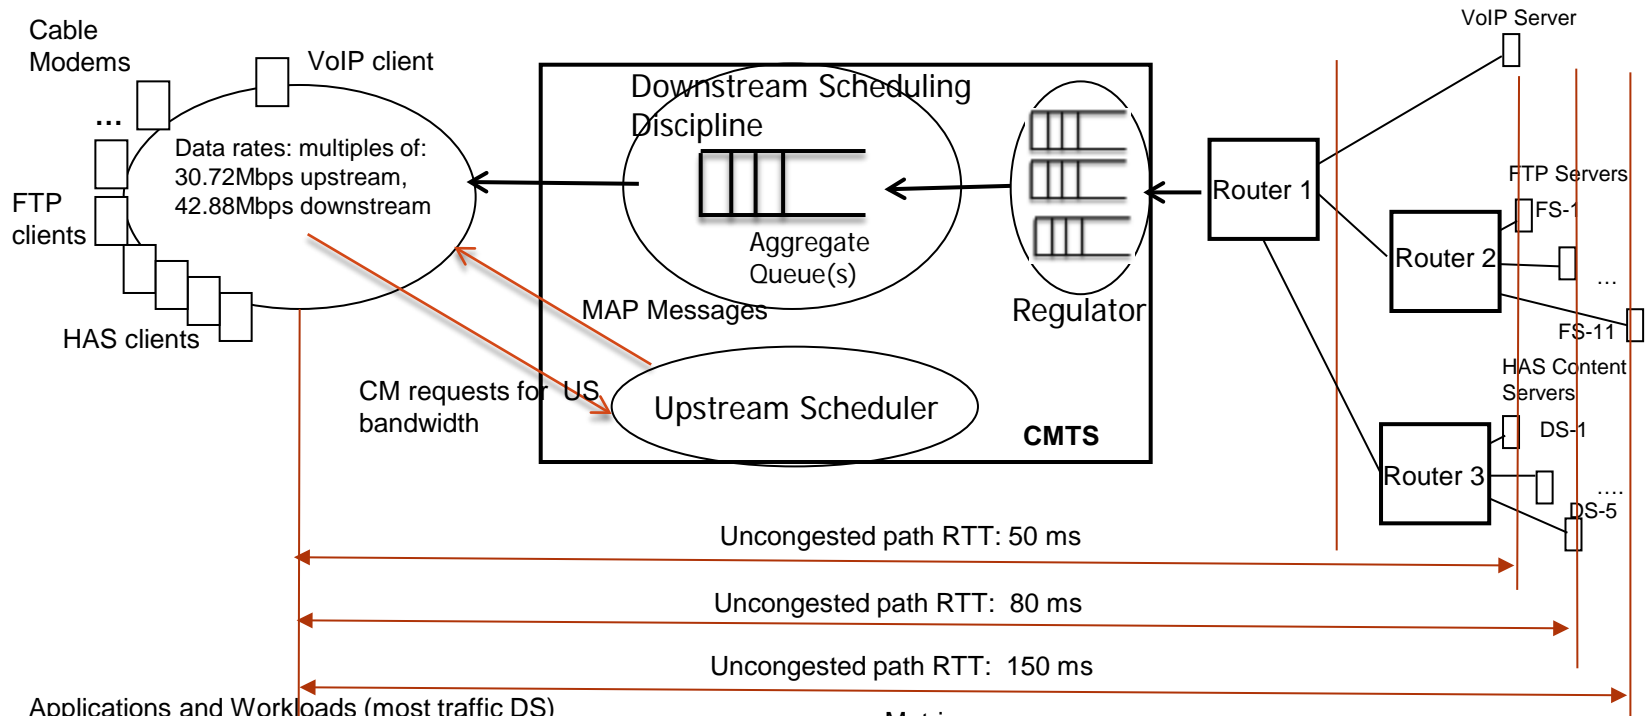 Cable
Modems
VoIP client
VoIP Server
...
Downstream Scheduling
Discipline
Data rates: multiples of:
30.72Mbps upstream,
42.88Mbps downstream
FTP
clients
Router 1
FTP Servers
FS-1
Router 2
...
FS-11
Aggregate
Queue(s)
MAP Messages
Regulator
HAS clients
HAS Content
Servers
CM requests for US
bandwidth
Upstream Scheduler
CMTS
DS-1
Router 3
....
DS-5
Uncongested path RTT: 50 ms
Uncongested path RTT: 80 ms
Uncongested path RTT: 150 ms
Applications and Workloads (most traffic DS)